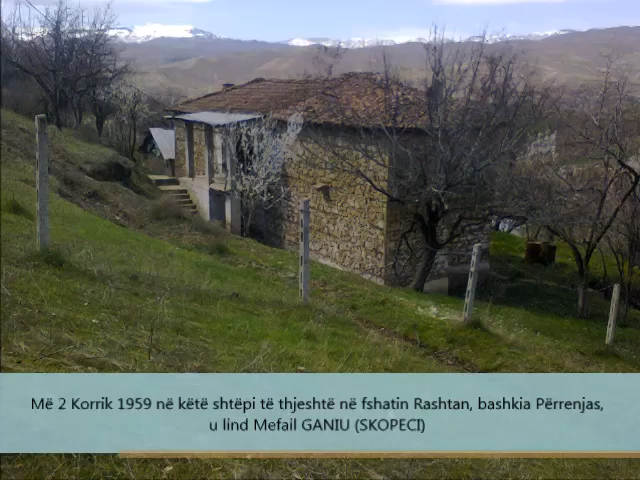 Më 2 Korrik 1959 në këtë shtëpi të thjeshtë në fshatin Rashtan, bashkia Përrenjas,
u lind Mefail GANIU (SKOPECI)